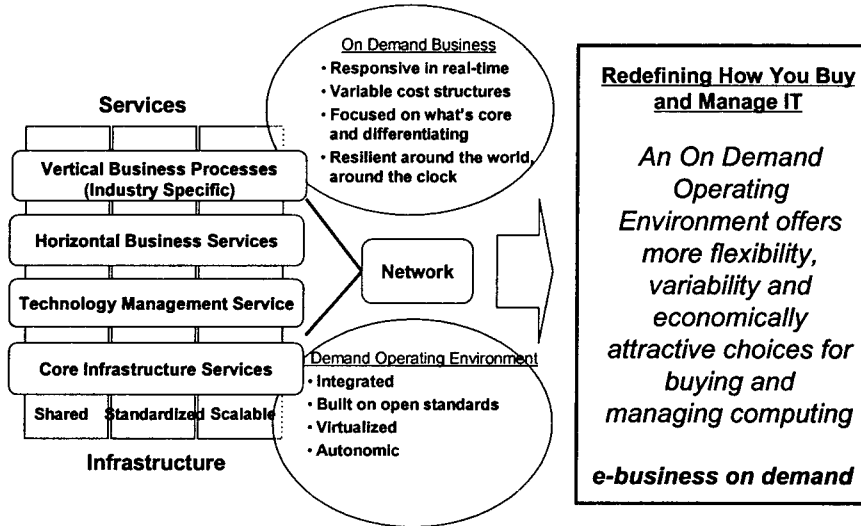 Services
Vertical Business Processes
(Industry Specific)
Horizontal Business Services
Technology Management Service
Core Infrastructure Services
Shared Standardized Scalable
Infrastructure
On Demand Business
• Responsive in real-time
• Variable cost structures
• Focused on what's core
and differentiating
• Resilient around the world,
around the clock
Network
Demand Operating Environment
• Integrated
• Built on open standards
• Virtualized
• Autonomic
Redefining How You Buy
and Manage IT
An On Demand
Operating
Environment offers
more flexibility,
variability and
economically
attractive choices for
buying and
managing computing
e-business on demand